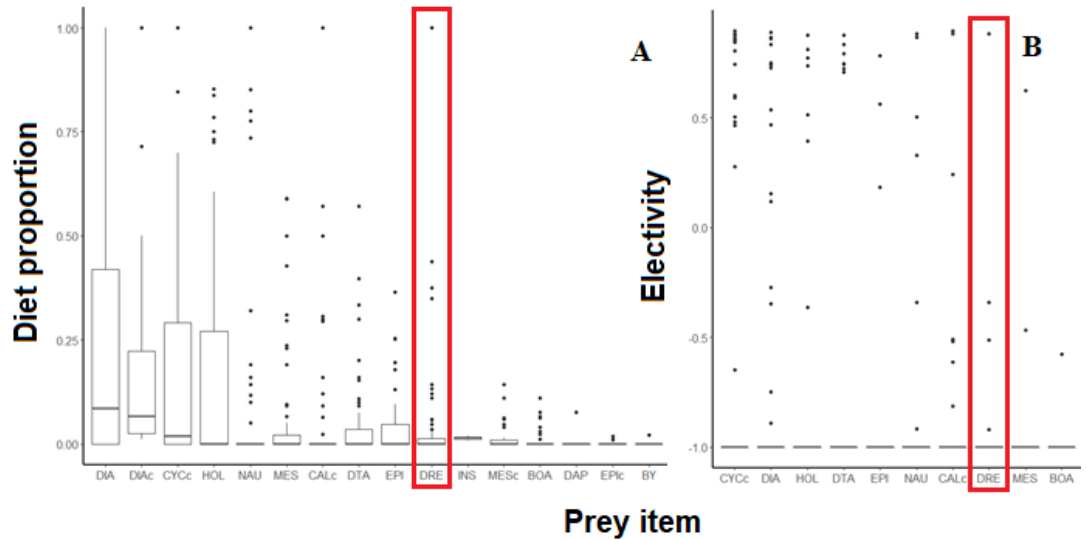 A
B
Diet proportion
1.00
0.75
0.50
0.25
0.00
DIA DIAc CYCc HOL NAU MES CALc DTA EPI DRE INS MESc BOA DAP EPIc BY
Electivity
0.5
0.0
-0.5
-1.0
CYCc DIA HOL DTA EPI NAU CALc DRE MES BOA
Prey item